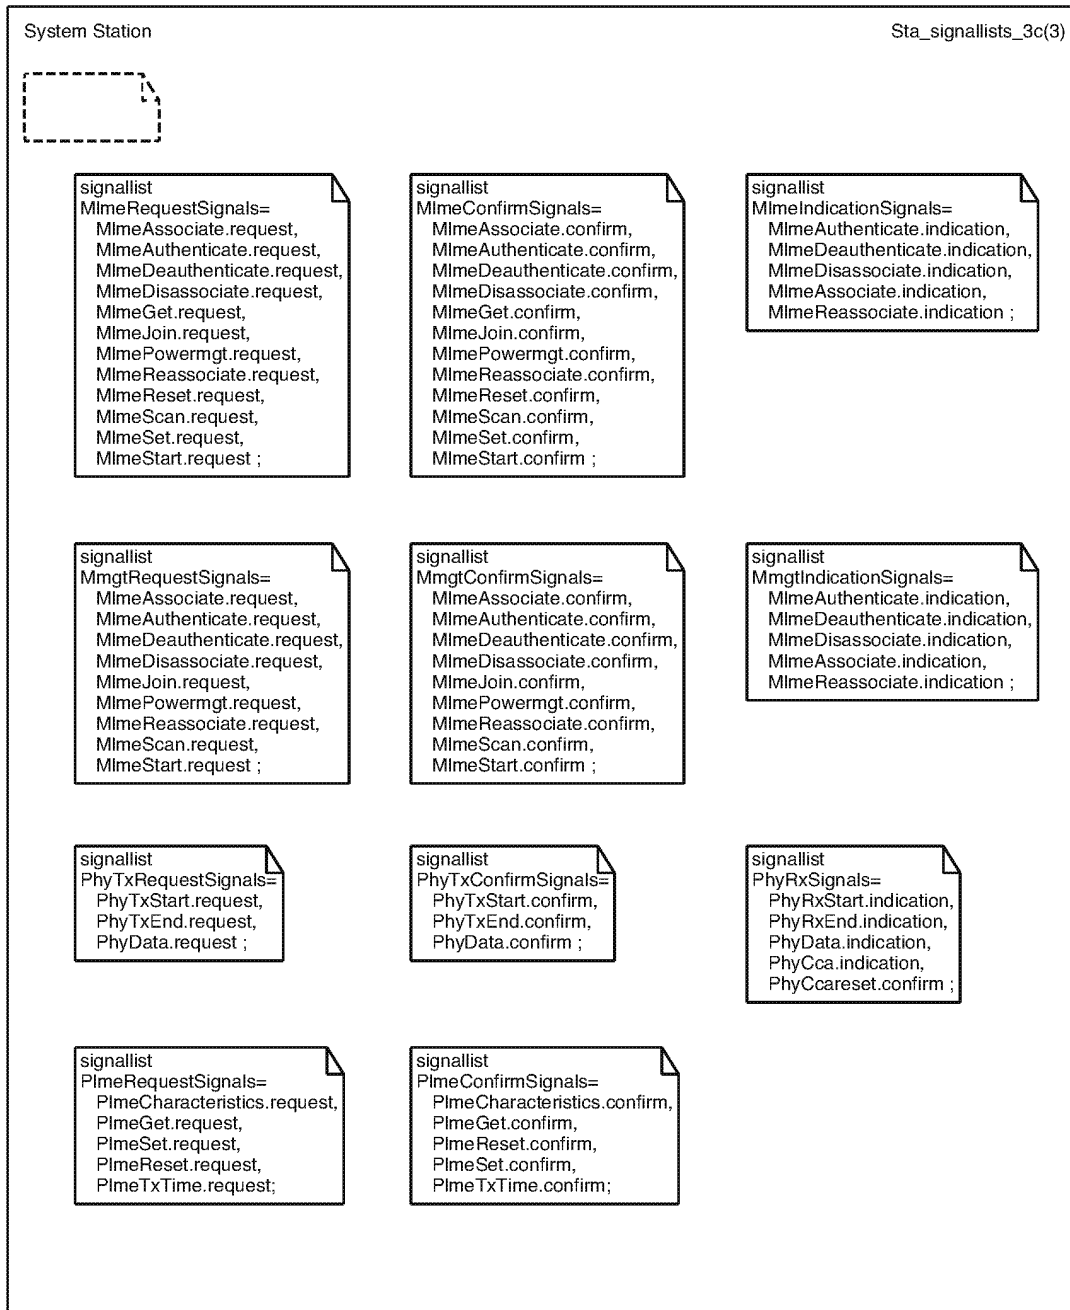 System Station
Sta_signallists_3c(3)
signallist
MlmeRequestSignals=
MlmeAssociate.request,
MlmeAuthenticate.request,
MlmeDeauthenticate.request,
MlmeDisassociate.request,
MlmeGet.request,
MlmeJoin.request,
MlmePowermgt.request,
MlmeReassociate.request,
MlmeReset.request,
MlmeScan.request,
MlmeSet.request,
MlmeStart.request ;
signallist
MlmeConfirmSignals=
MlmeAssociate.confirm,
MlmeAuthenticate.confirm,
MlmeDeauthenticate.confirm,
MlmeDisassociate.confirm,
MlmeGet.confirm,
MlmeJoin.confirm,
MlmePowermgt.confirm,
MlmeReassociate.confirm,
MlmeReset.confirm,
MlmeScan.confirm,
MlmeSet.confirm,
MlmeStart.confirm ;
signallist
MlmeIndicationSignals=
MlmeAuthenticate.indication,
MlmeDeauthenticate.indication,
MlmeDisassociate.indication,
MlmeAssociate.indication,
MlmeReassociate.indication ;
signallist
MmgtRequestSignals=
MlmeAssociate.request,
MlmeAuthenticate.request,
MlmeDeauthenticate.request,
MlmeDisassociate.request,
MlmeJoin.request,
MlmePowermgt.request,
MlmeReassociate.request,
MlmeScan.request,
MlmeStart.request ;
signallist
MmgtConfirmSignals=
MlmeAssociate.confirm,
MlmeAuthenticate.confirm,
MlmeDeauthenticate.confirm,
MlmeDisassociate.confirm,
MlmeJoin.confirm,
MlmePowermgt.confirm,
MlmeReassociate.confirm,
MlmeScan.confirm,
MlmeStart.confirm ;
signallist
MmgtIndicationSignals=
MlmeAuthenticate.indication,
MlmeDeauthenticate.indication,
MlmeDisassociate.indication,
MlmeAssociate.indication,
MlmeReassociate.indication ;
signallist
PhyTxRequestSignals=
PhyTxStart.request,
PhyTxEnd.request,
PhyData.request ;
signallist
PhyTxConfirmSignals=
PhyTxStart.confirm,
PhyTxEnd.confirm,
PhyData.confirm ;
signallist
PhyRxSignals=
PhyRxStart.indication,
PhyRxEnd.indication,
PhyData.indication,
PhyCca.indication,
PhyCcareset.confirm ;
signallist
PlmeRequestSignals=
PlmeCharacteristics.request,
PlmeGet.request,
PlmeSet.request,
PlmeReset.request,
PlmeTxTime.request;
signallist
PlmeConfirmSignals=
PlmeCharacteristics.confirm,
PlmeGet.confirm,
PlmeReset.confirm,
PlmeSet.confirm,
PlmeTxTime.confirm;